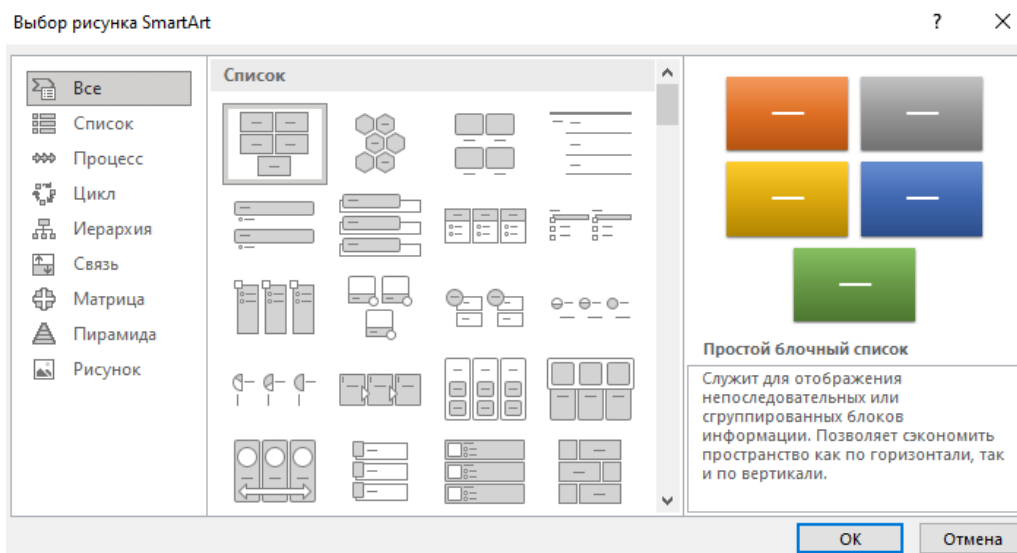 Выбор рисунка SmartArt
Все
Список
Процесс
Цикл
Иерархия
Связь
Матрица
Пирамида
Рисунок
Список
Простой блочный список
Служит для отображения
непоследовательных или
сгруппированных блоков
информации. Позволяет сэкономить
пространство как по горизонтали, так
и по вертикали.
ОК
Отмена